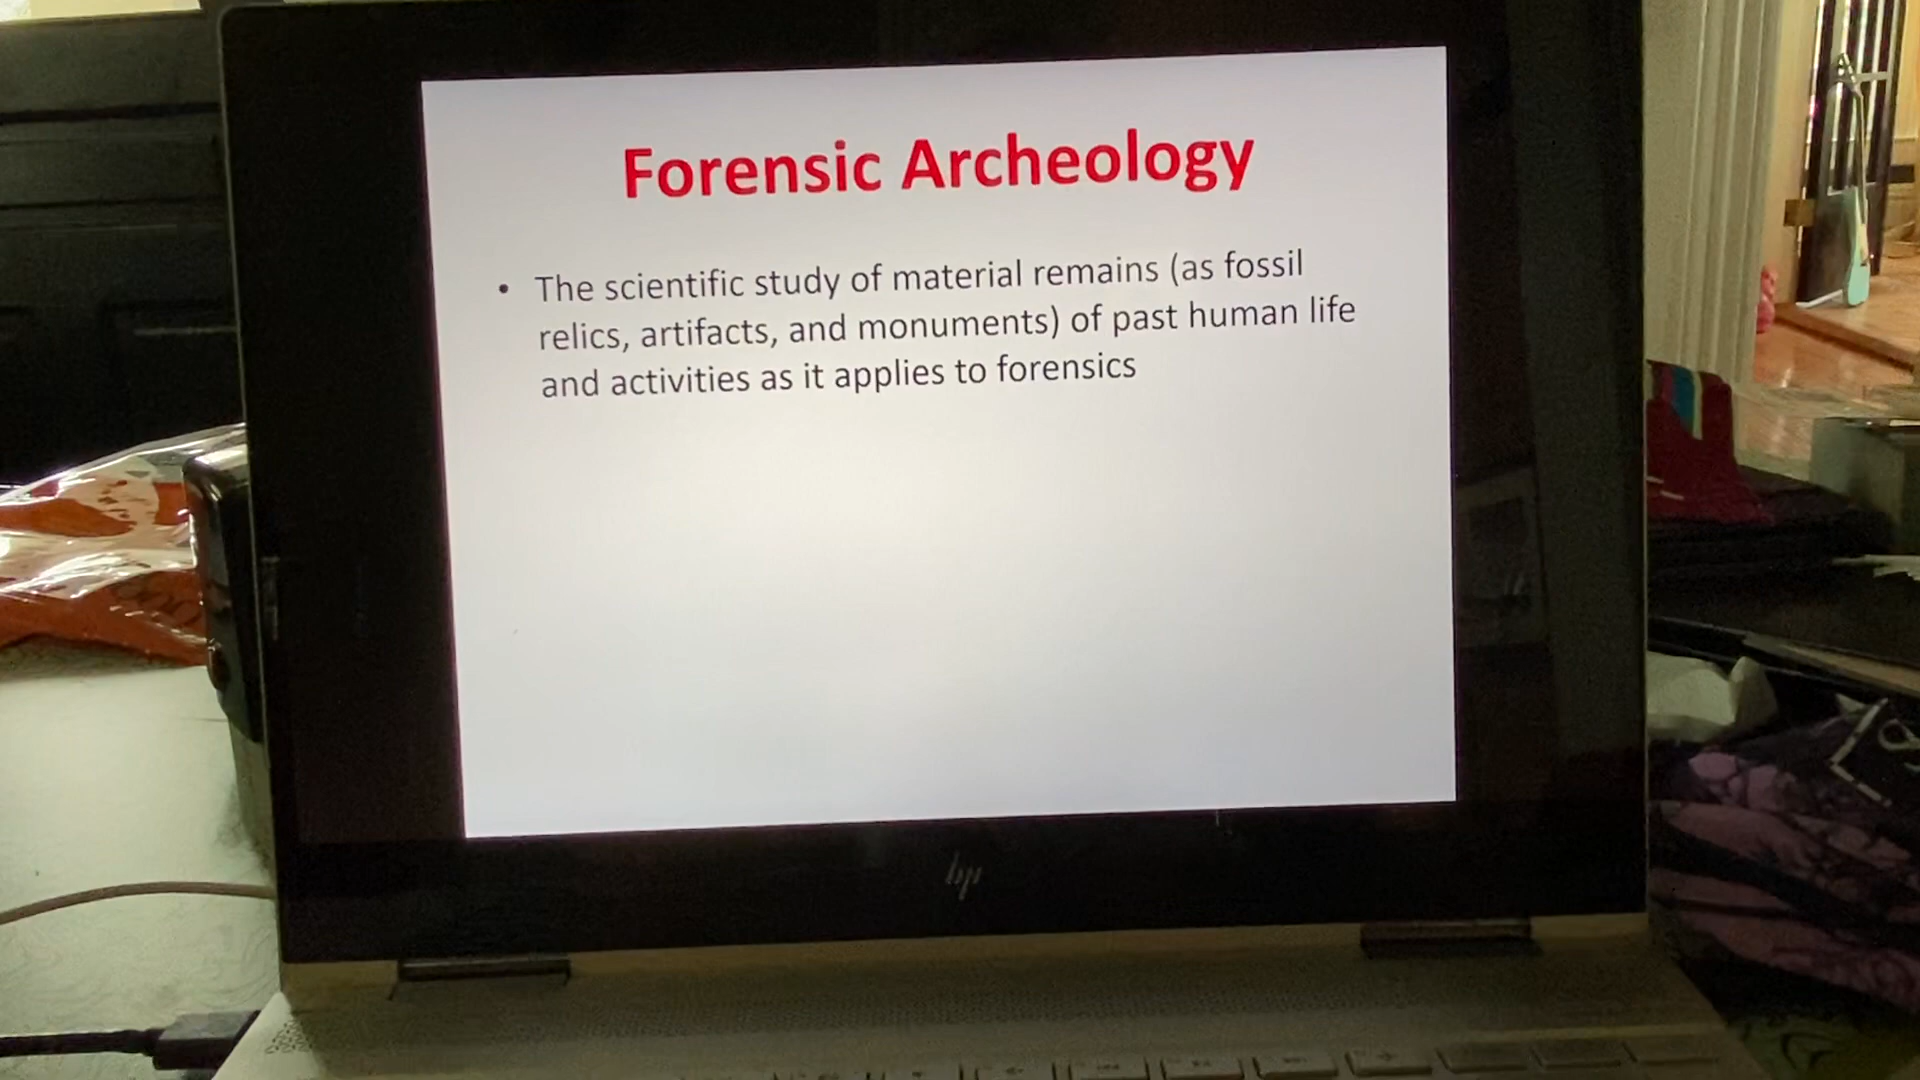 Forensic Archeology
• The scientific study of material remains (as fossil
relics, artifacts, and monuments) of past human life
and activities as it applies to forensics
hp